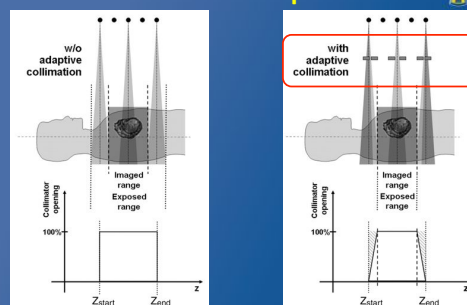 w/o
adaptive
collimation
Imaged
range
Exposed
range
Collimator
opening
100%
Zstart
Zend
z
with
adaptive
collimation
Imaged
range
Exposed
range
Collimator
opening
100%
Zstart
Zend
z